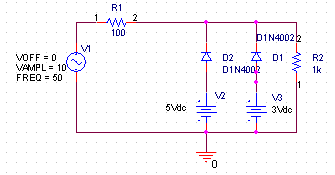 R1
1 2
100
V1
VOFF = 0
VAMPL = 10
FREQ = 50
D1N4002 2
D2 D1 R2
D1N4002 1k
1
V2 V3
5Vdc 3Vdc
0